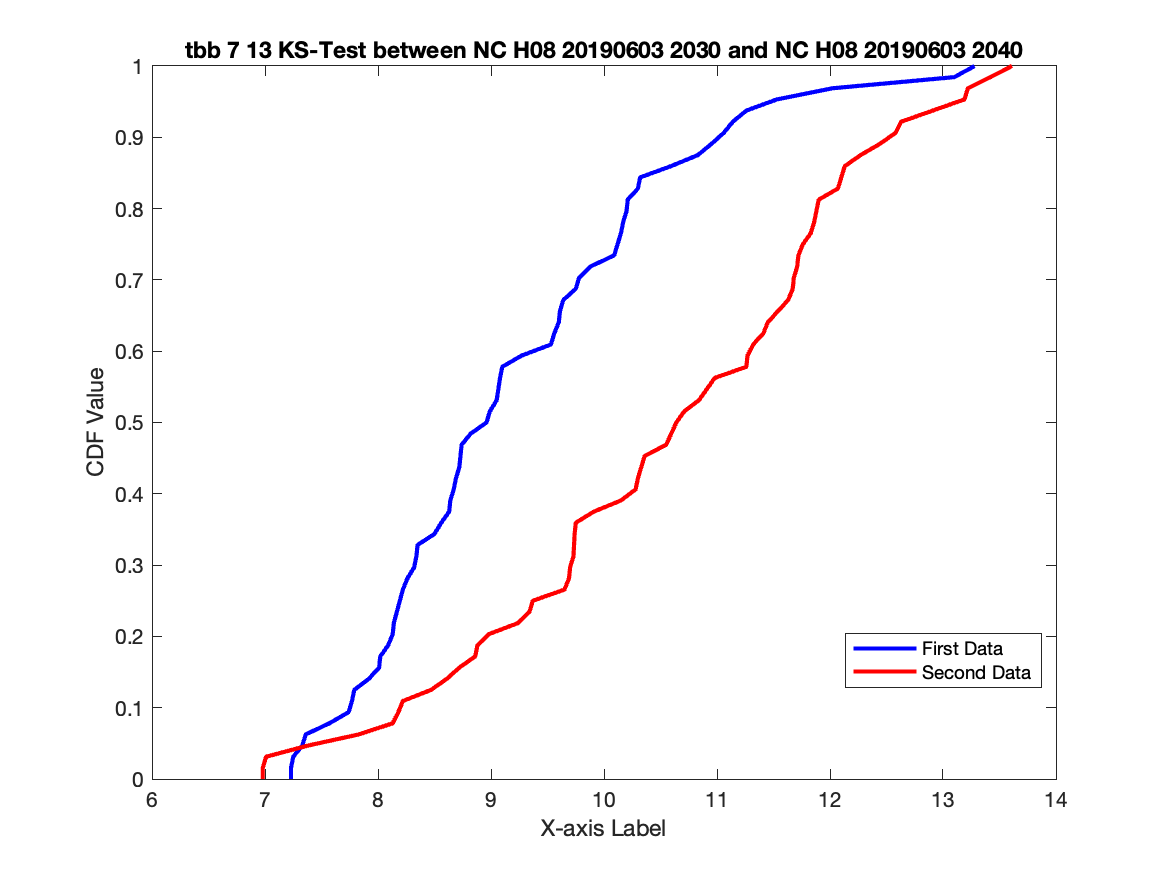 tbb 7 13 KS-Test between NC H08 20190603 2030 and NC H08 20190603 2040
1
0.9
0.8
0.7
0.6
0.5
0.4
0.3
0.2
0.1
0
CDF Value
First Data
Second Data
6 7 8 9 10 11 12 13 14
X-axis Label